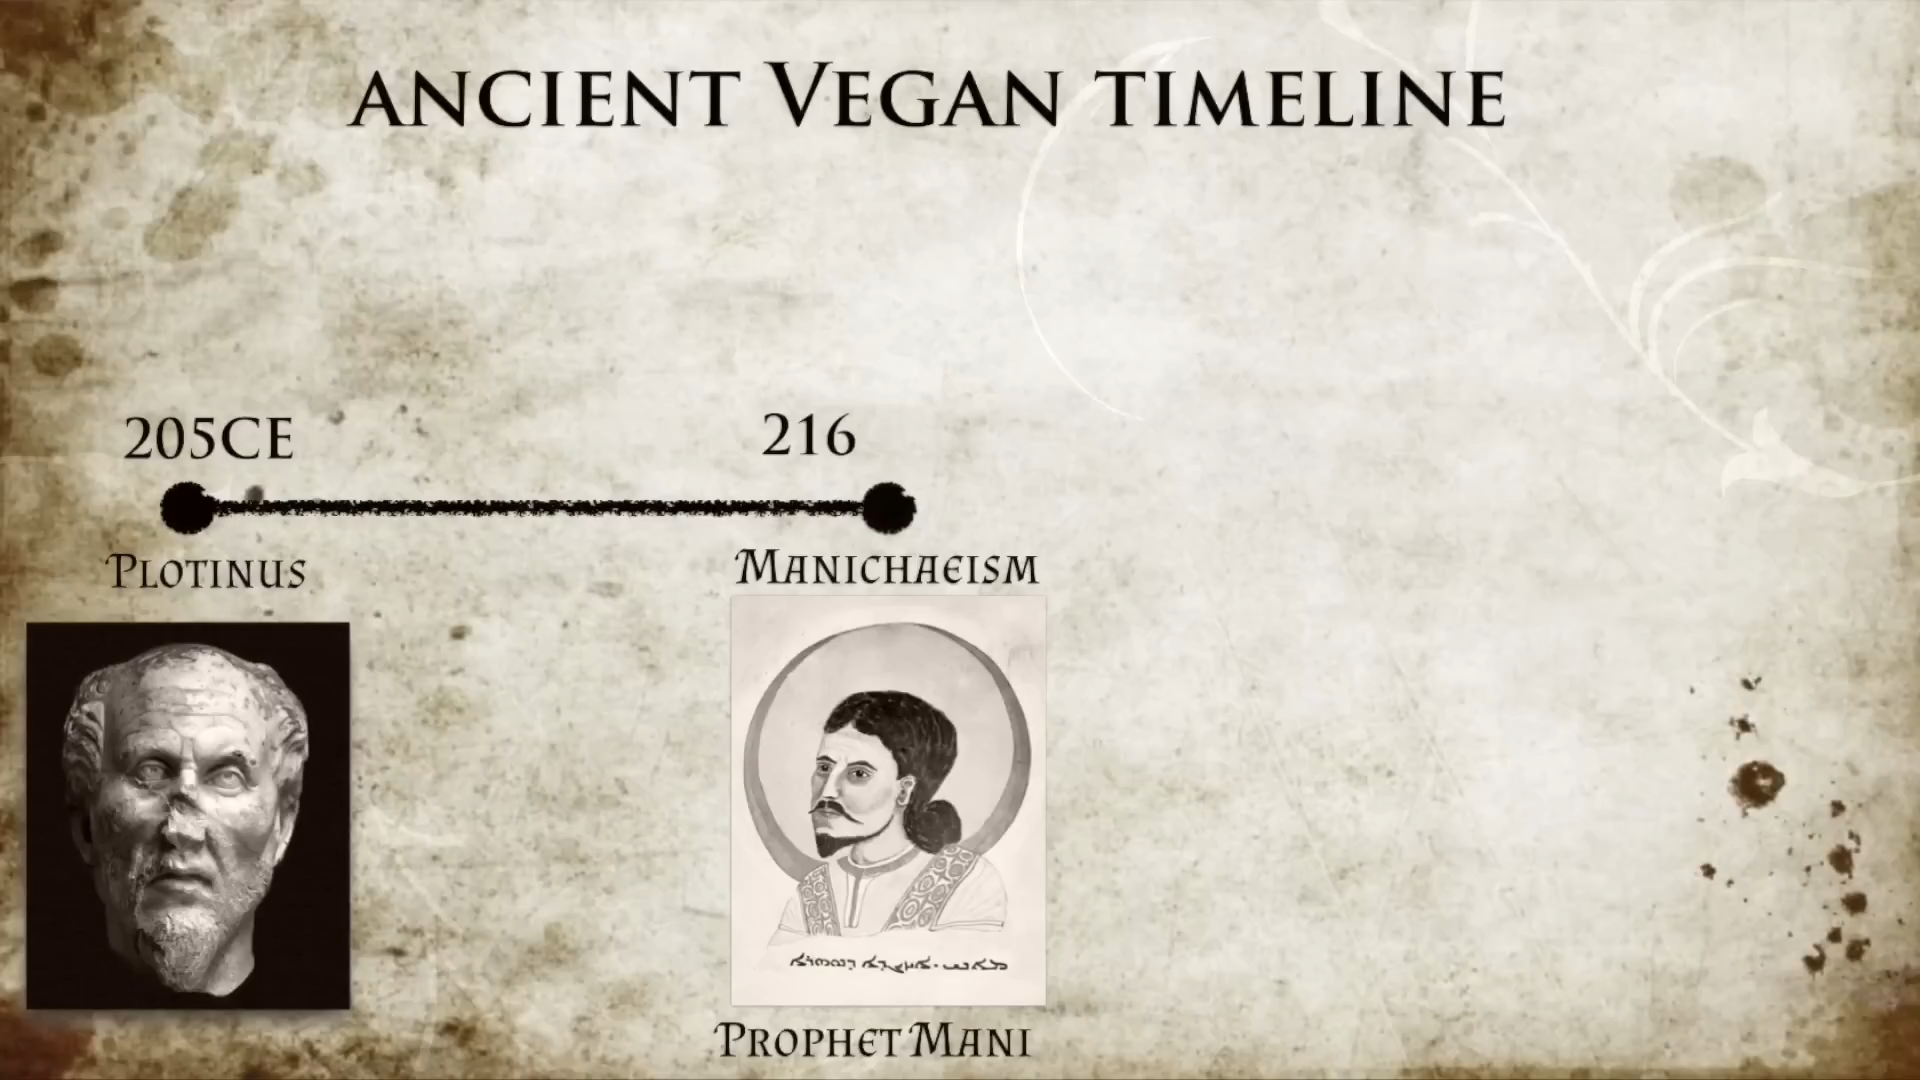 ANCIENT VEGAN TIMELINE
205CE
216
PLOTINUS
MANICHAEISM
PROPHET MANI